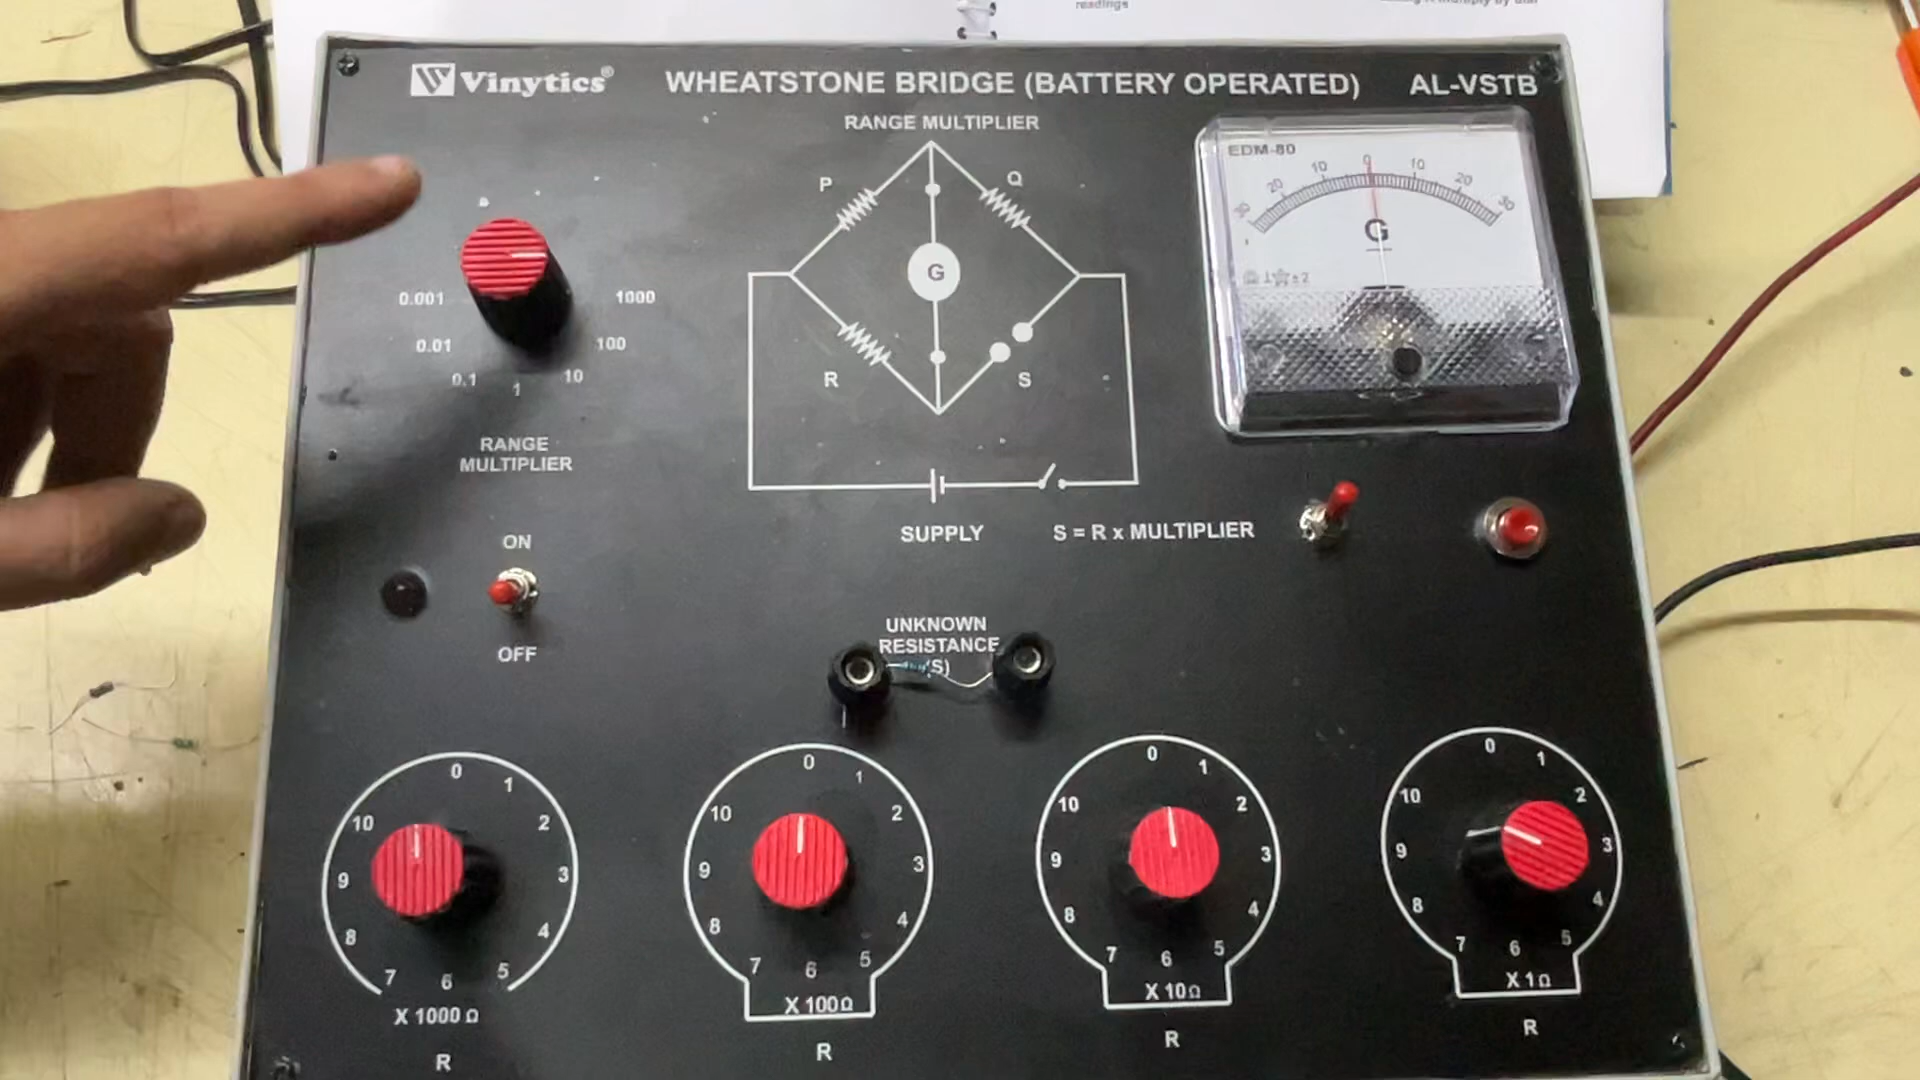 readings
Vinytics®
WHEATSTONE BRIDGE (BATTERY OPERATED)
AL-VSTB
RANGE MULTIPLIER
P
Q
G
R
S
SUPPLY
S = R x MULTIPLIER
EDM-80
30 20 10 0 10 20 30
G
0.001
0.01
0.1
1
10
100
1000
RANGE
MULTIPLIER
ON
OFF
UNKNOWN
RESISTANCE
(S)
0 1 2 3 4 5 6 7 8 9 10
X 1000 Ω
R
0 1 2 3 4 5 6 7 8 9 10
X 100 Ω
R
0 1 2 3 4 5 6 7 8 9 10
X 10 Ω
R
0 1 2 3 4 5 6 7 8 9 10
X 1 Ω
R